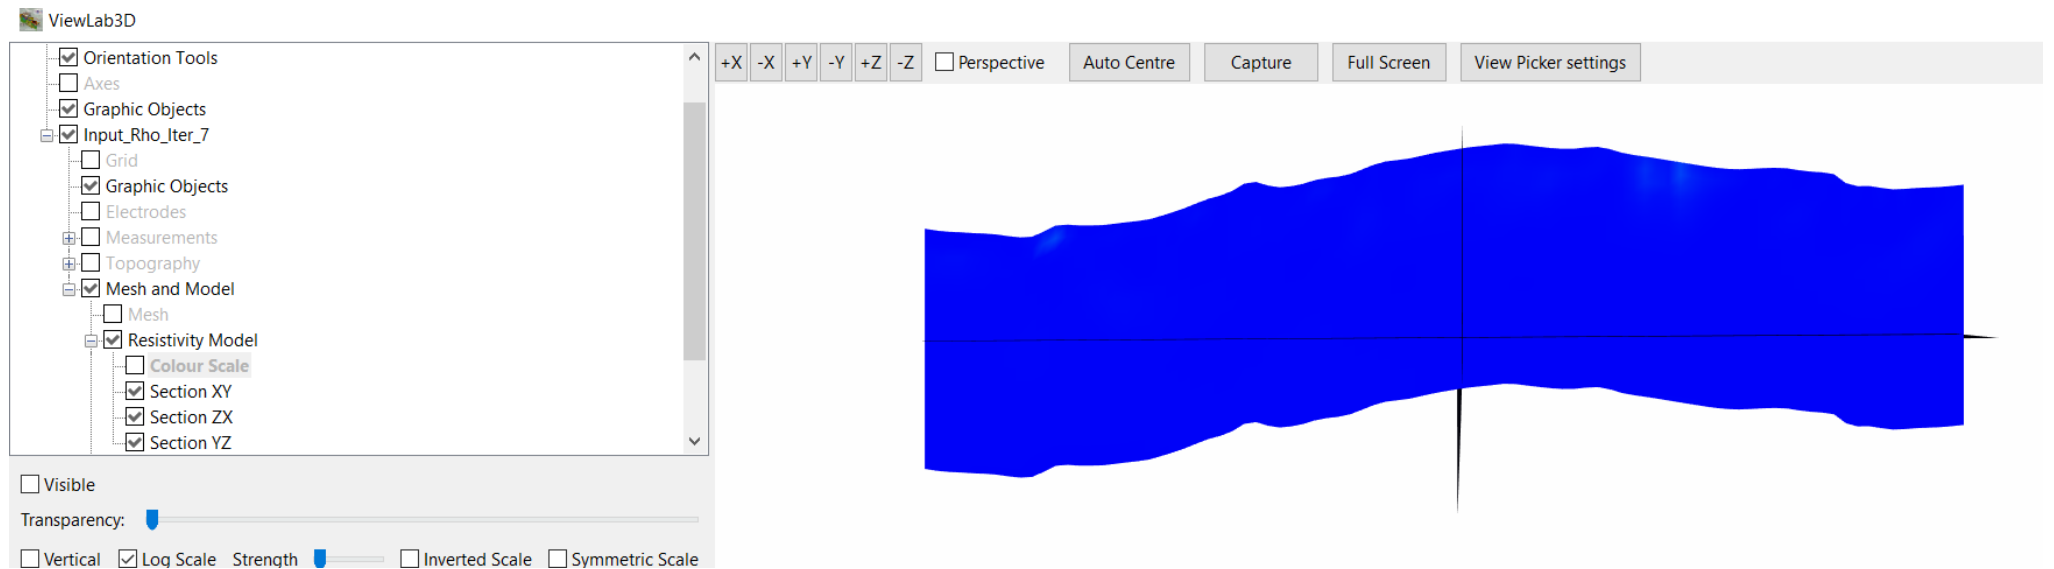 ViewLab3D
Orientation Tools
Axes
Graphic Objects
Input_Rho_Iter_7
Grid
Graphic Objects
Electrodes
Measurements
Topography
Mesh and Model
Mesh
Resistivity Model
Colour Scale
Section XY
Section ZX
Section YZ
Visible
Transparency:
Vertical Log Scale Strength Inverted Scale Symmetric Scale
+X -X +Y -Y +Z -Z Perspective Auto Centre Capture Full Screen View Picker settings